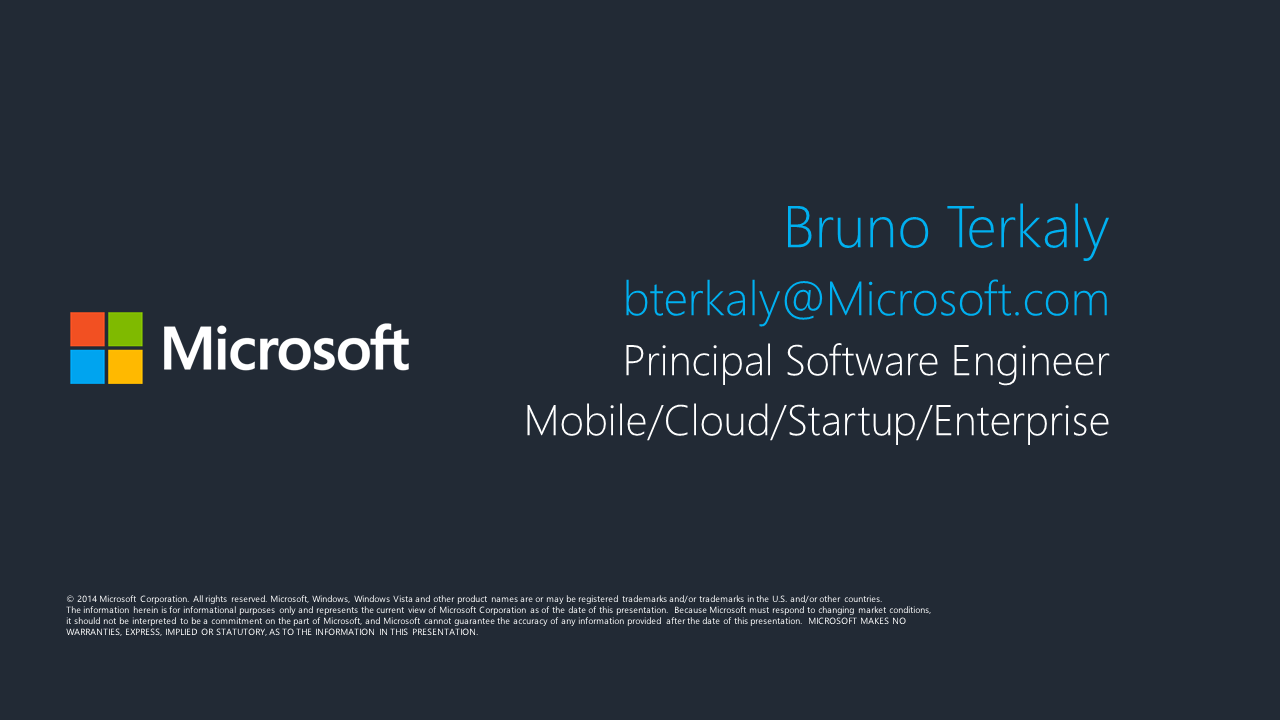 Bruno Terkaly
bterkaly@Microsoft.com
Microsoft
Principal Software Engineer
Mobile/Cloud/Startup/Enterprise
© 2014 Microsoft Corporation. All rights reserved. Microsoft, Windows, Windows Vista and other product names are or may be registered trademarks and/or trademarks in the U.S. and/or other countries.
The information herein is for informational purposes only and represents the current view of Microsoft Corporation as of the date of this presentation. Because Microsoft must respond to changing market conditions,
it should not be interpreted to be a commitment on the part of Microsoft, and Microsoft cannot guarantee the accuracy of any information provided after the date of this presentation. MICROSOFT MAKES NO
WARRANTIES, EXPRESS, IMPLIED OR STATUTORY, AS TO THE INFORMATION IN THIS PRESENTATION.